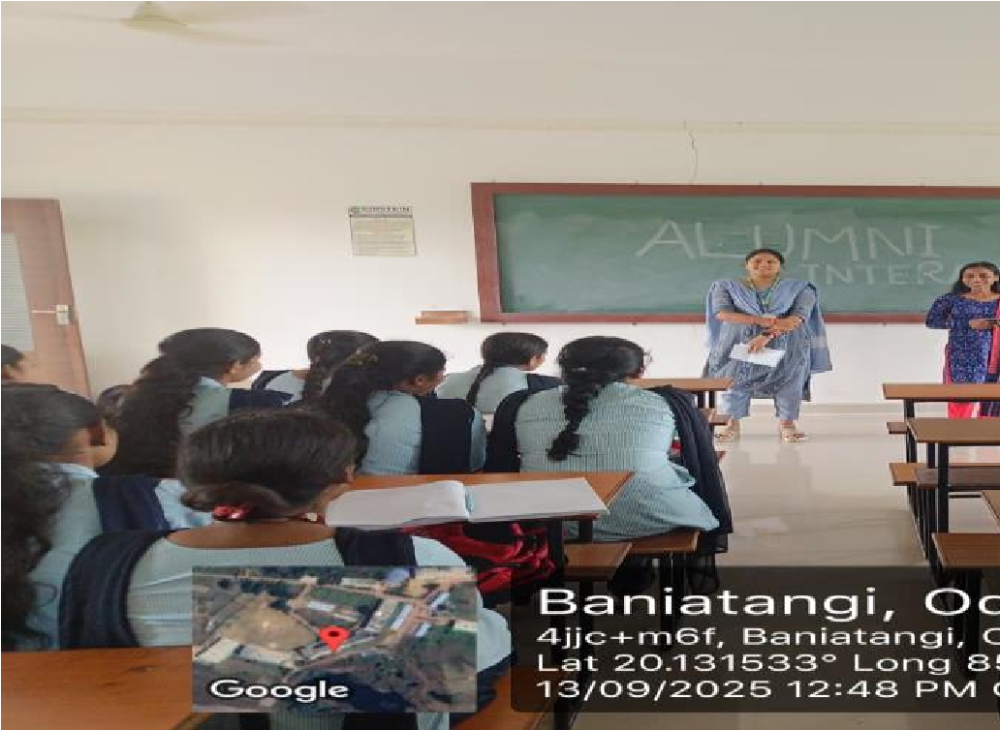 ALUMNI
INTERA
Google
Baniatangi, Od
4jjc+m6f, Baniatangi, O
Lat 20.131533° Long 85
13/09/2025 12:48 PM G